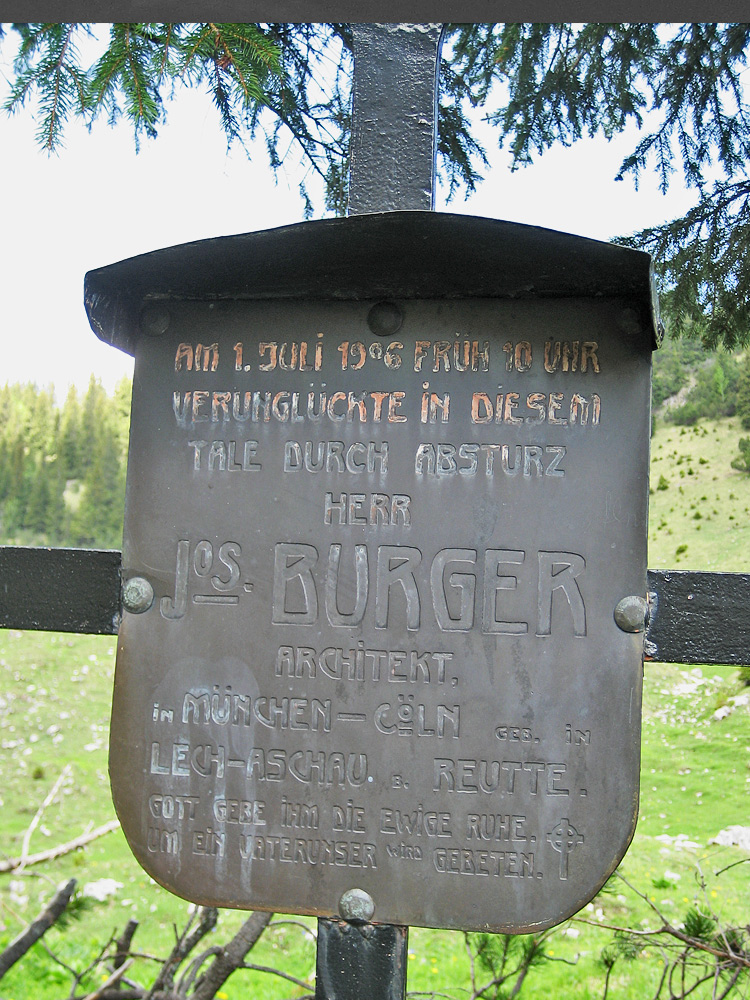 AM 1. JULI 1906 FRÜH 10 UHR
VERUNGLÜCKTE IN DIESEM
TALE DURCH ABSTURZ
HERR
JOS. BURGER
ARCHITEKT,
IN MÜNCHEN – CÖLN GEB. IN
LECH-ASCHAU B. REUTTE.
GOTT GEBE IHM DIE EWIGE RUHE.
UM EIN VATERUNSER WIRD GEBETEN.